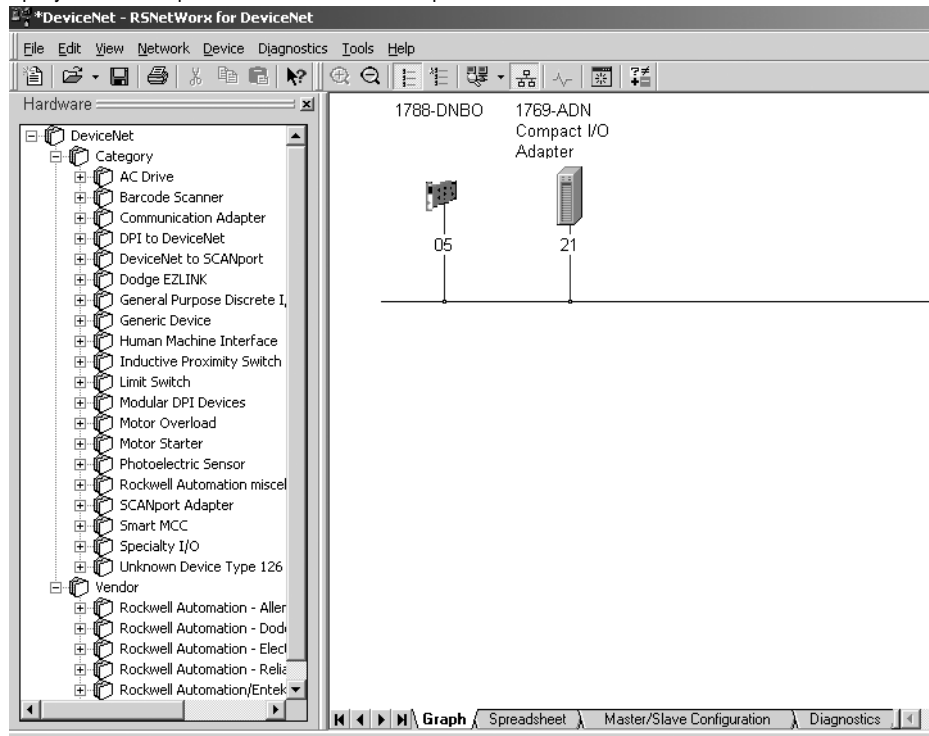 *DeviceNet - RSNetWorx for DeviceNet
File Edit View Network Device Diagnostics Tools Help
Hardware
DeviceNet
Category
AC Drive
Barcode Scanner
Communication Adapter
DPI to DeviceNet
DeviceNet to SCANport
Dodge EZLINK
General Purpose Discrete I/
Generic Device
Human Machine Interface
Inductive Proximity Switch
Limit Switch
Modular DPI Devices
Motor Overload
Motor Starter
Photoelectric Sensor
Rockwell Automation miscel
SCANport Adapter
Smart MCC
Specialty I/O
Unknown Device Type 126
Vendor
Rockwell Automation - Aller
Rockwell Automation - Dod
Rockwell Automation - Elect
Rockwell Automation - Relia
Rockwell Automation/Entek
1788-DNBO
05
1769-ADN
Compact I/O
Adapter
21
Graph Spreadsheet Master/Slave Configuration Diagnostics